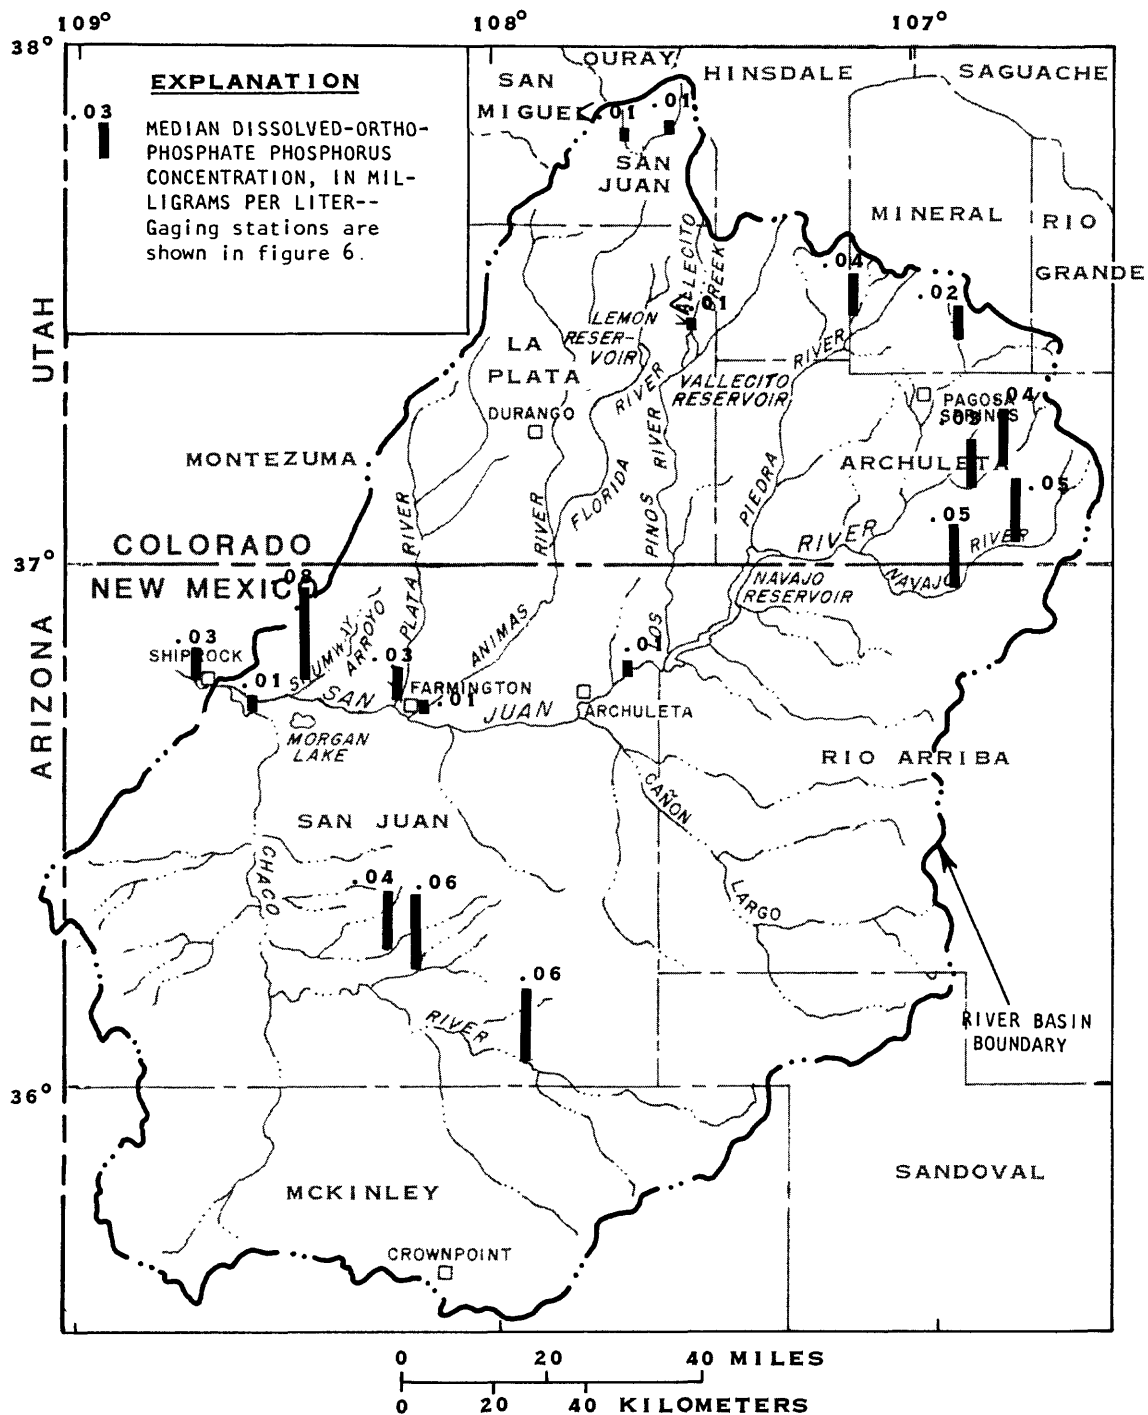 109° 108° 107°
38°
EXPLANATION
.03
MEDIAN DISSOLVED-ORTHO-
PHOSPHATE PHOSPHORUS
CONCENTRATION, IN MIL-
LIGRAMS PER LITER--
Gaging stations are
shown in figure 6.
OURAY
SAN
MIGUEL
HINSDALE
SAGUACHE
.01
.01
SAN
JUAN
MINERAL
RIO
GRANDE
.04
.02
VALLECITO
CREEK
.01
LEMON
RESER-
VOIR
LA
PLATA
RIVER
RIVER
VALLECITO
RESERVOIR
DURANGO
PAGOSA
SPRINGS
.04
UTAH
MONTEZUMA
ARCHULETA
.05
.05
RIVER
FLORIDA
RIVER
PINOS
LOS
PIEDRA
RIVER
RIVER
NAVAJO
COLORADO
37°
NEW MEXICO
NAVAJO
RESERVOIR
PLATA RIVER
RIVER
ANIMAS
SHUMWAY
ARROYO
.03
SHIPROCK
.01
.03
FARMINGTON
.01
.01
SAN
JUAN
ARCHULETA
MORGAN
LAKE
ARIZONA
RIO ARRIBA
CAÑON
LARGO
SAN JUAN
CHACO
.04
.06
.06
RIVER
RIVER BASIN
BOUNDARY
36°
MCKINLEY
SANDOVAL
CROWNPOINT
0 20 40 MILES
0 20 40 KILOMETERS